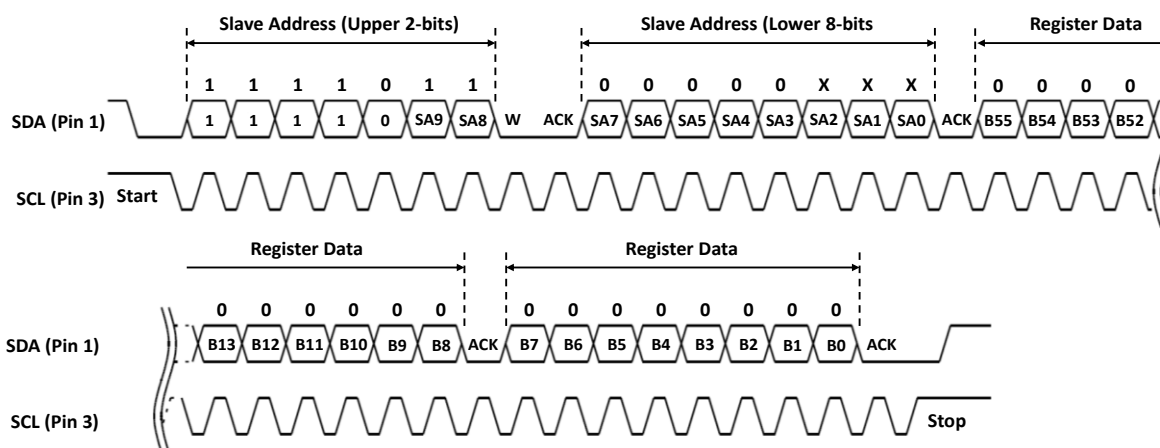 Slave Address (Upper 2-bits) Slave Address (Lower 8-bits Register Data
1 1 1 1 0 1 1 0 0 0 0 0 X X X 0 0 0 0
SDA (Pin 1) 1 1 1 1 0 SA9 SA8 W ACK SA7 SA6 SA5 SA4 SA3 SA2 SA1 SA0 ACK B55 B54 B53 B52
SCL (Pin 3) Start
Register Data Register Data
0 0 0 0 0 0 0 0 0 0 0 0 0 0
SDA (Pin 1) B13 B12 B11 B10 B9 B8 ACK B7 B6 B5 B4 B3 B2 B1 B0 ACK
SCL (Pin 3) Stop